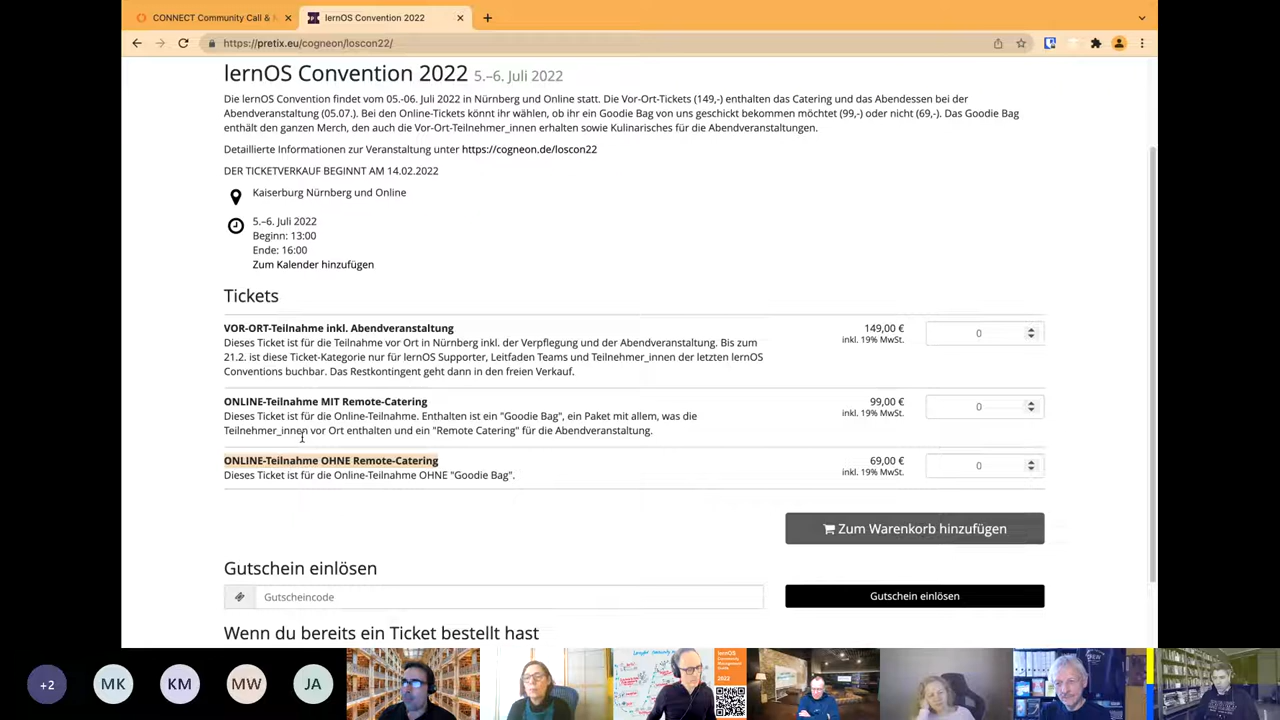 CONNECT Community Call &
lernOS Convention 2022
https://pretix.eu/cogneon/loscon22/
lernOS Convention 2022 5.–6. Juli 2022
Die lernOS Convention findet vom 05.-06. Juli 2022 in Nürnberg und Online statt. Die Vor-Ort-Tickets (149,-) enthalten das Catering und das Abendessen bei der
Abendveranstaltung (05.07.). Bei den Online-Tickets könnt ihr wählen, ob ihr ein Goodie Bag von uns geschickt bekommen möchtet (99,-) oder nicht (69,-). Das Goodie Bag
enthält den ganzen Merch, den auch die Vor-Ort-Teilnehmer_innen erhalten sowie Kulinarisches für die Abendveranstaltungen.
Detaillierte Informationen zur Veranstaltung unter https://cogneon.de/loscon22
DER TICKETVERKAUF BEGINNT AM 14.02.2022
Kaiserburg Nürnberg und Online
5.–6. Juli 2022
Beginn: 13:00
Ende: 16:00
Zum Kalender hinzufügen
Tickets
VOR-ORT-Teilnahme inkl. Abendveranstaltung 149,00 € 0
inkl. 19% MwSt.
Dieses Ticket ist für die Teilnahme vor Ort in Nürnberg inkl. der Verpflegung und der Abendveranstaltung. Bis zum
21.2. ist diese Ticket-Kategorie nur für lernOS Supporter, Leitfaden Teams und Teilnehmer_innen der letzten lernOS
Conventions buchbar. Das Restkontingent geht dann in den freien Verkauf.
ONLINE-Teilnahme MIT Remote-Catering 99,00 € 0
inkl. 19% MwSt.
Dieses Ticket ist für die Online-Teilnahme. Enthalten ist ein "Goodie Bag", ein Paket mit allem, was die
Teilnehmer_innen vor Ort enthalten und ein "Remote Catering" für die Abendveranstaltung.
ONLINE-Teilnahme OHNE Remote-Catering 69,00 € 0
inkl. 19% MwSt.
Dieses Ticket ist für die Online-Teilnahme OHNE "Goodie Bag".
Zum Warenkorb hinzufügen
Gutschein einlösen
Gutscheincode
Gutschein einlösen
Wenn du bereits ein Ticket bestellt hast
+2
MK
KM
MW
JA
lernOS
2022